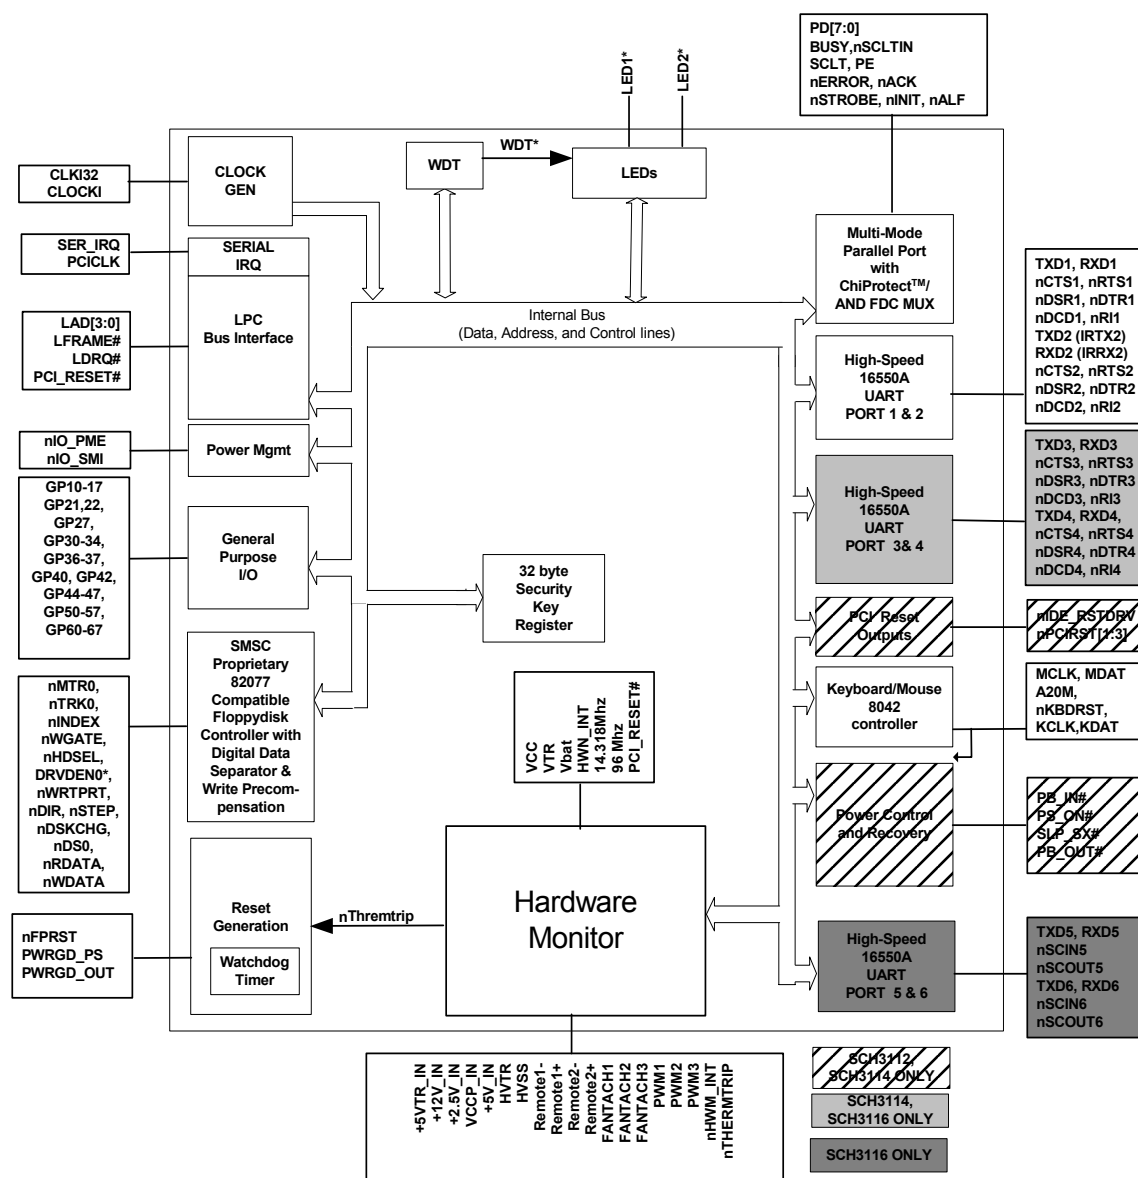 PD[7:0]
BUSY,nSCLTIN
SCLT, PE
nERROR, nACK
nSTROBE, nINIT, nALF
LED1*
LED2*
CLKI32
CLOCKI
CLOCK
GEN
WDT
WDT*
LEDs
SER_IRQ
PCICLK
SERIAL
IRQ
LAD[3:0]
LFRAME#
LDRQ#
PCI_RESET#
LPC
Bus Interface
Internal Bus
(Data, Address, and Control lines)
Multi-Mode
Parallel Port
with
ChiProtect™/
AND FDC MUX
High-Speed
16550A
UART
PORT 1 & 2
TXD1, RXD1
nCTS1, nRTS1
nDSR1, nDTR1
nDCD1, nRI1
TXD2 (IRTX2)
RXD2 (IRRX2)
nCTS2, nRTS2
nDSR2, nDTR2
nDCD2, nRI2
nIO_PME
nIO_SMI
Power Mgmt
High-Speed
16550A
UART
PORT  3& 4
TXD3, RXD3
nCTS3, nRTS3
nDSR3, nDTR3
nDCD3, nRI3
TXD4, RXD4,
nCTS4, nRTS4
nDSR4, nDTR4
nDCD4, nRI4
GP10-17
GP21,22,
GP27,
GP30-34,
GP36-37,
GP40, GP42,
GP44-47,
GP50-57,
GP60-67
General
Purpose
I/O
32 byte
Security
Key
Register
PCI Reset
Outputs
nIDE_RSTDRV
nPCIRST[1:3]
nMTR0,
nTRK0,
nINDEX
nWGATE,
nHDSEL,
DRVDEN0*,
nWRTPRT,
nDIR, nSTEP,
nDSKCHG,
nDS0,
nRDATA,
nWDATA
SMSC
Proprietary
82077
Compatible
Floppydisk
Controller with
Digital Data
Separator &
Write Precom-
pensation
VCC
VTR
Vbat
HWN_INT
14.318Mhz
96 Mhz
PCI_RESET#
Keyboard/Mouse
8042
controller
MCLK, MDAT
A20M,
nKBDRST,
KCLK,KDAT
Power Control
and Recovery
PB_IN#
PS_ON#
SLP_SX#
PB_OUT#
nFPRST
PWRGD_PS
PWRGD_OUT
Reset
Generation
Watchdog
Timer
nThremtrip
Hardware
Monitor
High-Speed
16550A
UART
PORT  5 & 6
TXD5, RXD5
nSCIN5
nSCOUT5
TXD6, RXD6
nSCIN6
nSCOUT6
+5VTR_IN
+12V_IN
+2.5V_IN
VCCP_IN
+5V_IN
HVTR
HVSS
Remote1-
Remote1+
Remote2-
Remote2+
FANTACH1
FANTACH2
FANTACH3
PWM1
PWM2
PWM3
nHWM_INT
nTHERMTRIP
SCH3112,
SCH3114 ONLY
SCH3114,
SCH3116 ONLY
SCH3116 ONLY